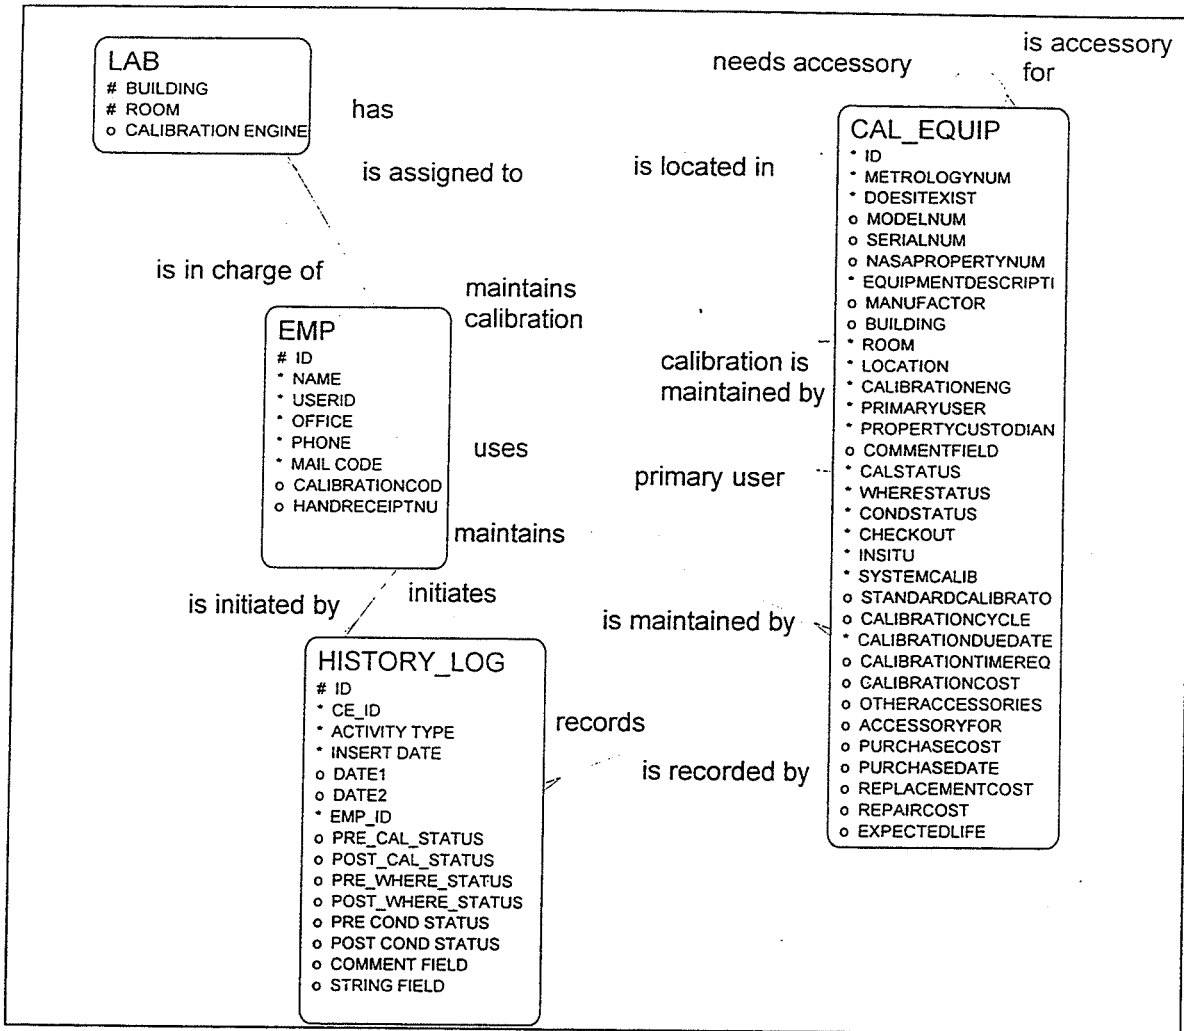 LAB
# BUILDING
# ROOM
o CALIBRATION ENGINE
has
is assigned to
is in charge of
needs accessory
is accessory
for
is located in
maintains
calibration
calibration is
maintained by
uses
primary user
maintains
is maintained by
initiates
is initiated by
records
is recorded by
EMP
# ID
* NAME
* USERID
* OFFICE
* PHONE
* MAIL CODE
o CALIBRATIONCOD
o HANDRECEIPTNU
HISTORY_LOG
# ID
* CE_ID
* ACTIVITY TYPE
* INSERT DATE
o DATE1
o DATE2
* EMP_ID
o PRE_CAL_STATUS
o POST_CAL_STATUS
o PRE_WHERE_STATUS
o POST_WHERE_STATUS
o PRE COND STATUS
o POST COND STATUS
o COMMENT FIELD
o STRING FIELD
CAL_EQUIP
* ID
* METROLOGYNUM
* DOESITEXIST
o MODELNUM
o SERIALNUM
o NASAPROPERTYNUM
* EQUIPMENTDESCRIPTI
o MANUFACTOR
o BUILDING
* ROOM
* LOCATION
* CALIBRATIONENG
* PRIMARYUSER
* PROPERTYCUSTODIAN
o COMMENTFIELD
* CALSTATUS
* WHERESTATUS
* CONDSTATUS
* CHECKOUT
* INSITU
* SYSTEMCALIB
o STANDARDCALIBRATO
o CALIBRATIONCYCLE
* CALIBRATIONDUEDATE
o CALIBRATIONTIMEREQ
o CALIBRATIONCOST
o OTHERACCESSORIES
o ACCESSORYFOR
o PURCHASECOST
o PURCHASEDATE
o REPLACEMENTCOST
o REPAIRCOST
o EXPECTEDLIFE